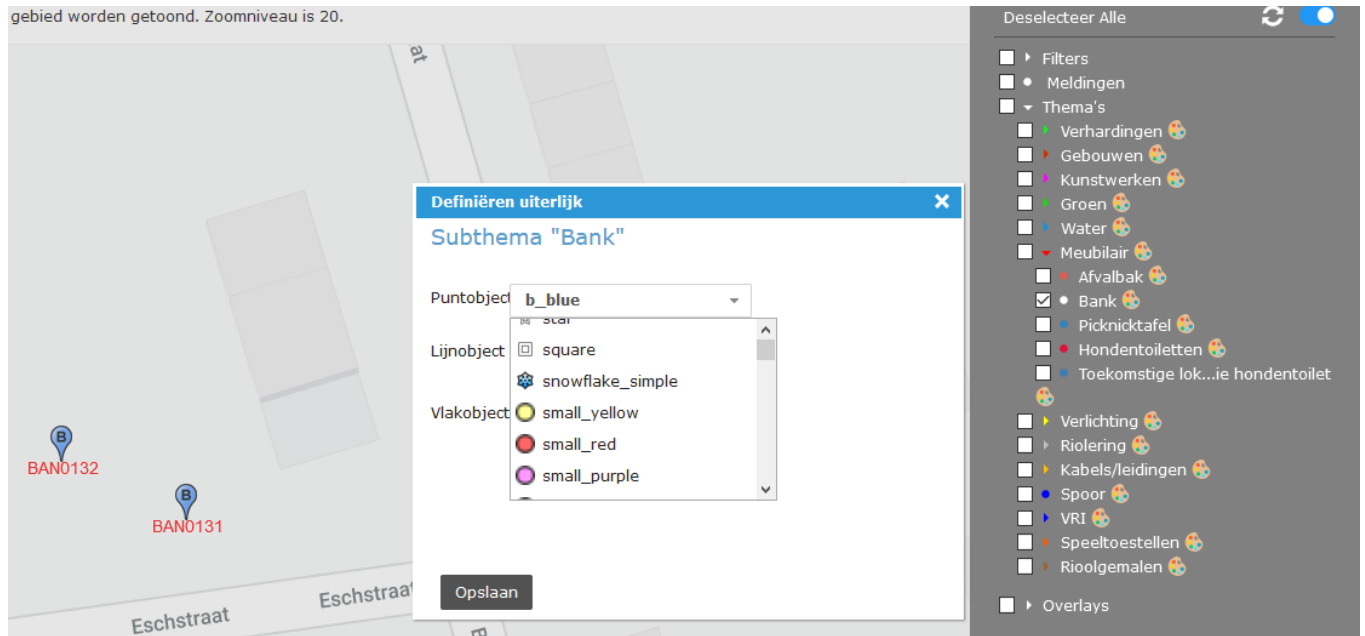 gebied worden getoond. Zoomniveau is 20.
Deselecteer Alle
Filters
Meldingen
Thema's
Verhardingen
Gebouwen
Kunstwerken
Groen
Water
Meubilair
Afvalbak
Bank
Picknicktafel
Hondentoiletten
Toekomstige lok...ie hondentoilet
Verlichting
Riolering
Kabels/leidingen
Spoor
VRI
Speeltoestellen
Rioolgemalen
Overlays
Definiëren uiterlijk
Subthema "Bank"
Puntobject
b_blue
star
Lijnobject
square
snowflake_simple
Vlakobject
small_yellow
small_red
small_purple
Opslaan
at
B
BAN0132
B
BAN0131
Eschstraat
Eschstraat